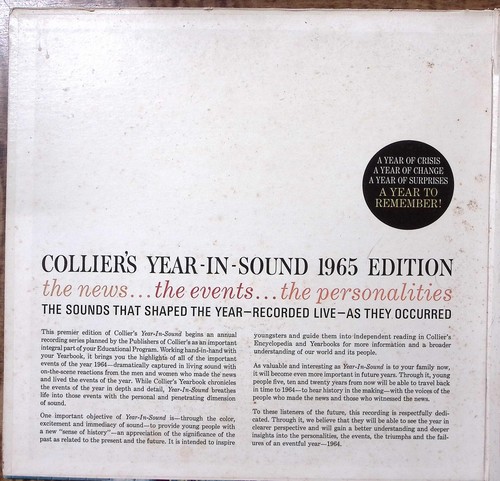 A YEAR OF CRISIS
A YEAR OF CHANGE
A YEAR OF SURPRISES
A YEAR TO
REMEMBER!
COLLIER'S YEAR-IN-SOUND 1965 EDITION
the news...the events...the personalities
THE SOUNDS THAT SHAPED THE YEAR—RECORDED LIVE—AS THEY OCCURRED
This premier edition of Collier's Year-In-Sound begins an annual
recording series planned by the Publishers of Collier's as an important
integral part of your Educational Program. Working hand-in-hand with
your Yearbook, it brings you the highlights of all of the important
events of the year 1964—dramatically captured in living sound with
on-the-scene reactions from the men and women who made the news
and lived the events of the year. While Collier's Yearbook chronicles
the events of the year in depth and detail, Year-In-Sound breathes
life into those events with the personal and penetrating dimension
of sound.
One important objective of Year-In-Sound is—through the color,
excitement and immediacy of sound—to provide young people with
a new "sense of history"—an appreciation of the significance of the
past as related to the present and the future. It is intended to inspire
youngsters and guide them into independent reading in Collier's
Encyclopedia and Yearbooks for more information and a broader
understanding of our world and its people.
As valuable and interesting as Year-In-Sound is to your family now,
it will become even more important in future years. Through it, young
people five, ten and twenty years from now will be able to travel back
in time to 1964—to hear history in the making—with the voices of the
people who made the news and those who witnessed the news.
To these listeners of the future, this recording is respectfully dedi-
cated. Through it, we believe that they will be able to see the year in
clearer perspective and will gain a better understanding and deeper
insights into the personalities, the events, the triumphs and the fail-
ures of an eventful year—1964.